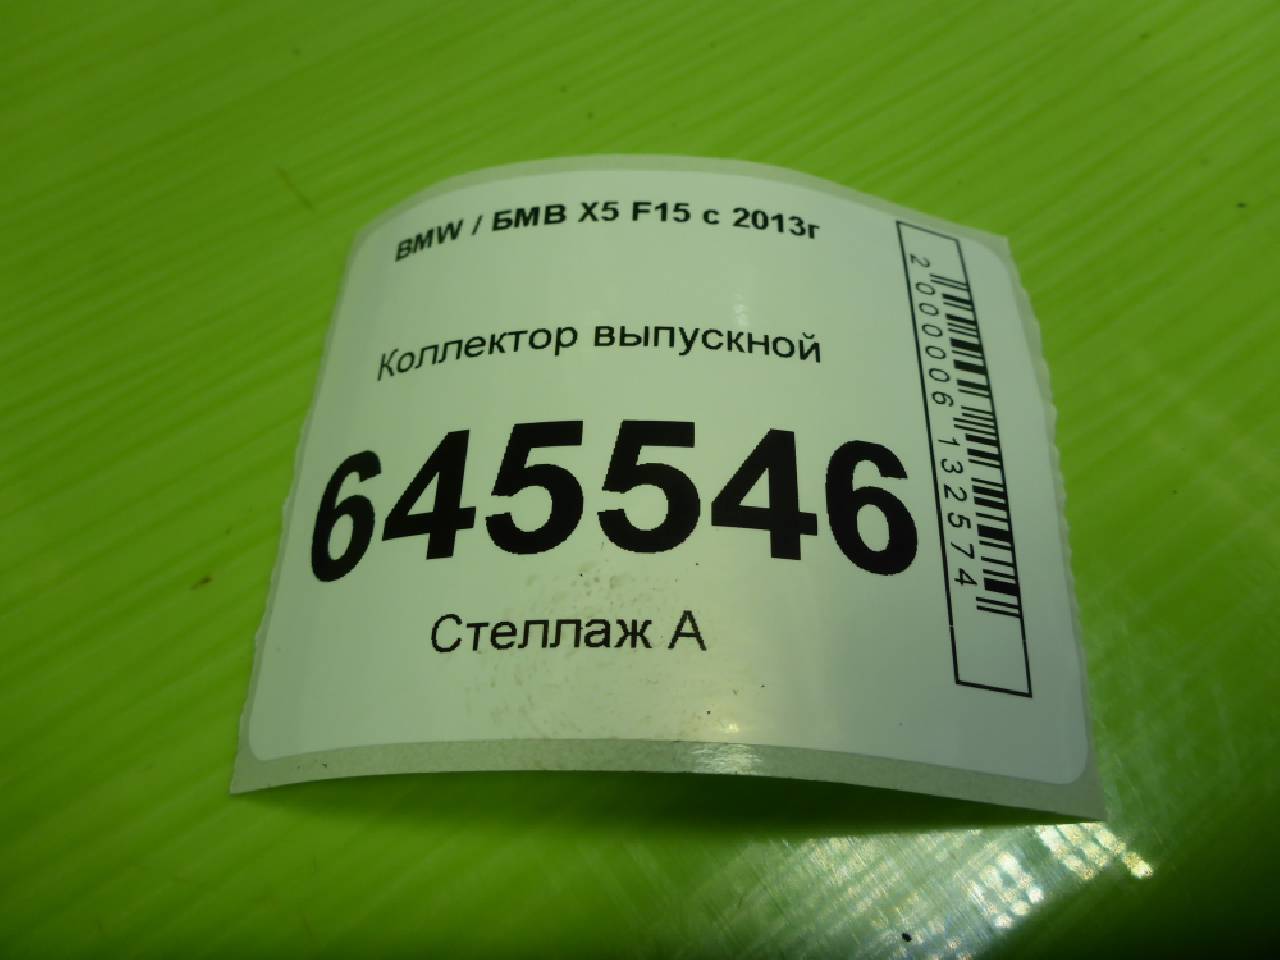 BMW / БМВ X5 F15 с 2013г
Коллектор выпускной
645546
Стеллаж А
2000006132574